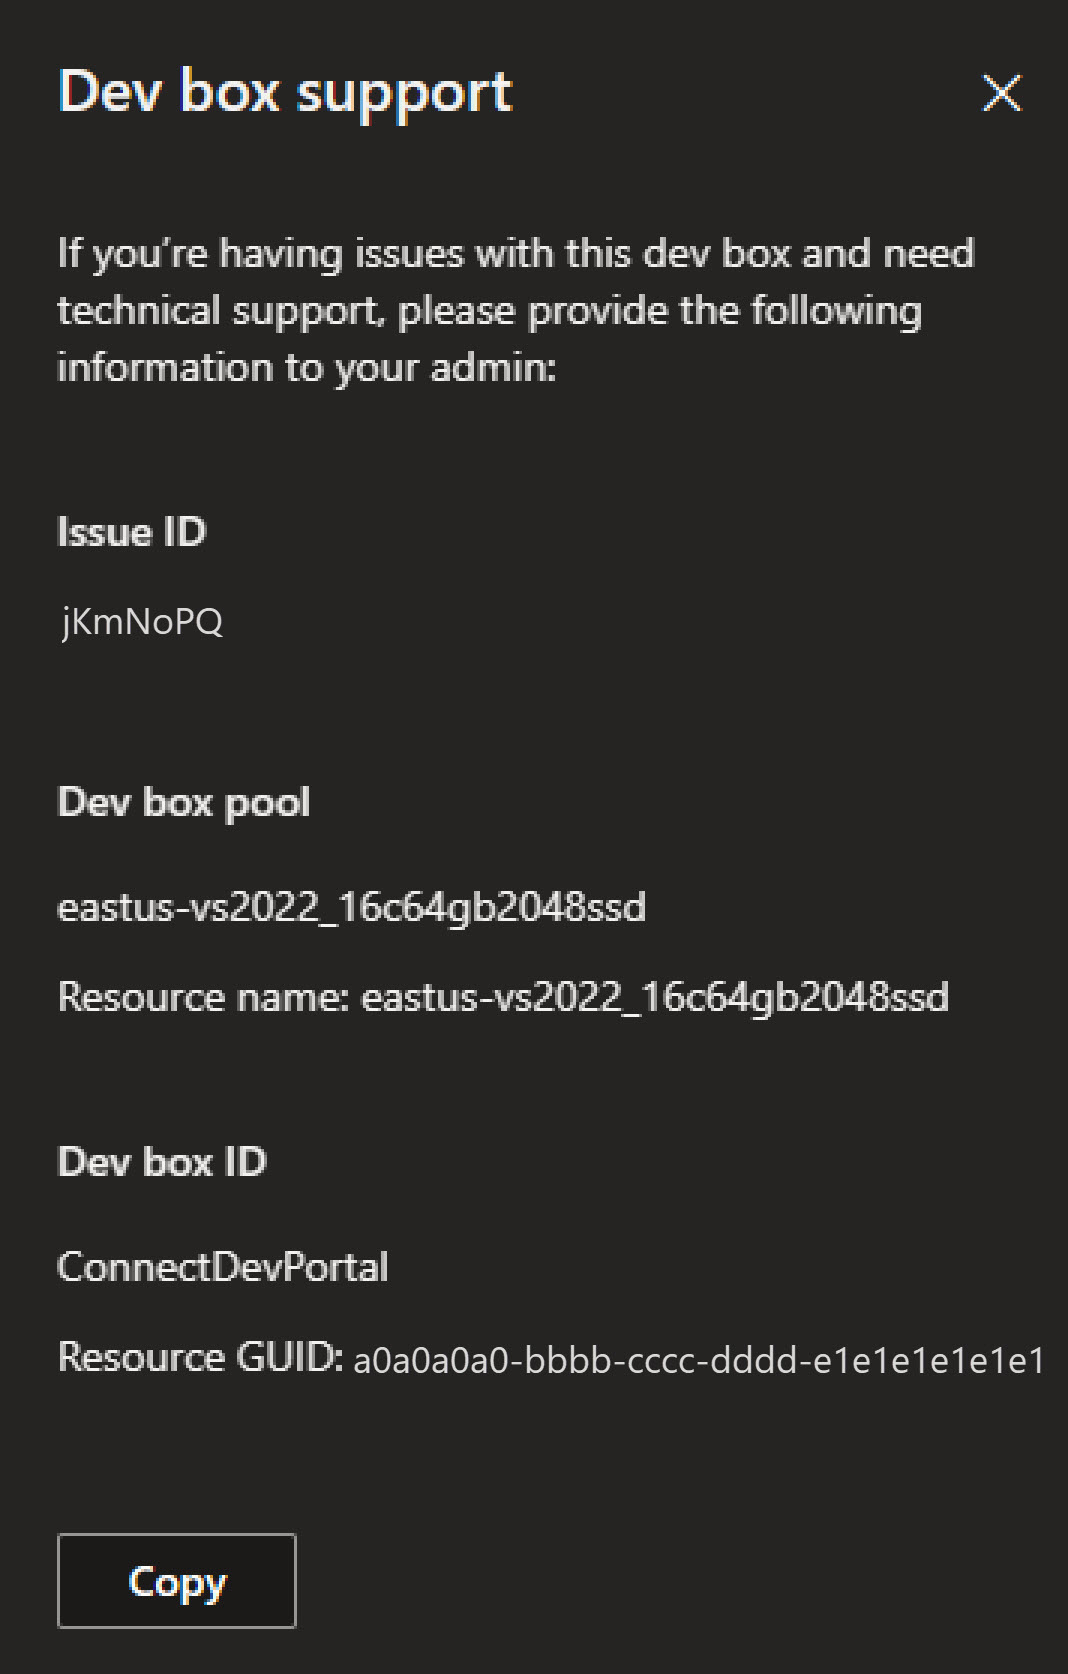 Dev box support
If you're having issues with this dev box and need
technical support, please provide the following
information to your admin:
Issue ID
jKmNoPQ
Dev box pool
eastus-vs2022_16c64gb2048ssd
Resource name: eastus-vs2022_16c64gb2048ssd
Dev box ID
ConnectDevPortal
Resource GUID: a0a0a0a0-bbbb-cccc-dddd-e1e1e1e1e1e1
Copy